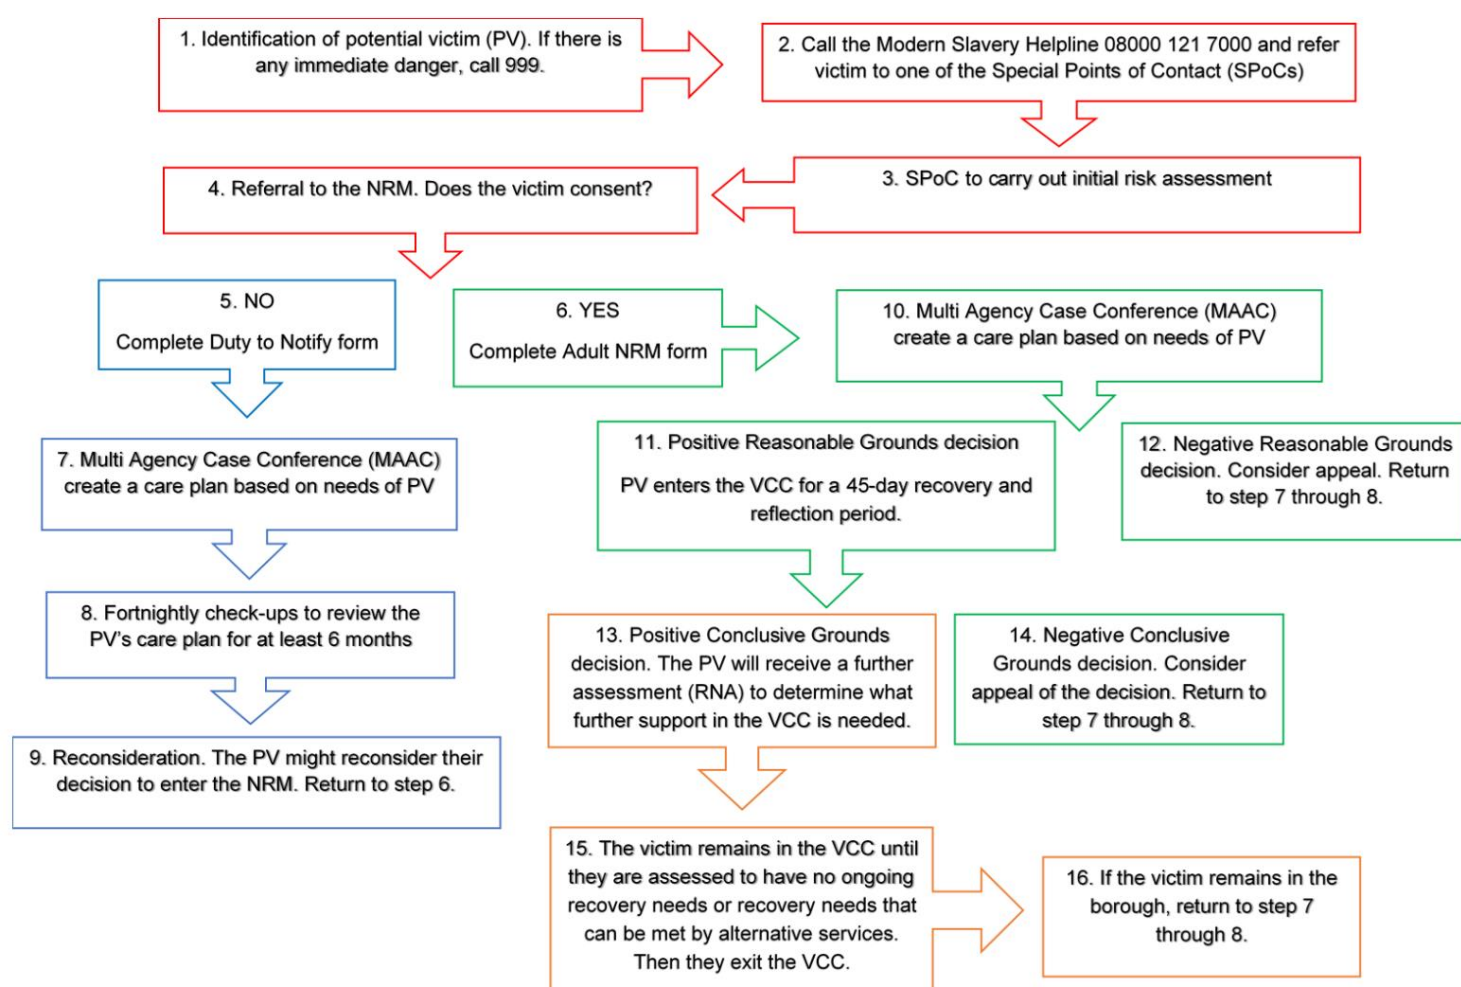 1. Identification of potential victim (PV). If there is
any immediate danger, call 999.
2. Call the Modern Slavery Helpline 08000 121 7000 and refer
victim to one of the Special Points of Contact (SPoCs)
3. SPoC to carry out initial risk assessment
4. Referral to the NRM. Does the victim consent?
5. NO
Complete Duty to Notify form
6. YES
Complete Adult NRM form
7. Multi Agency Case Conference (MAAC)
create a care plan based on needs of PV
8. Fortnightly check-ups to review the
PV's care plan for at least 6 months
9. Reconsideration. The PV might reconsider their
decision to enter the NRM. Return to step 6.
10. Multi Agency Case Conference (MAAC)
create a care plan based on needs of PV
11. Positive Reasonable Grounds decision
PV enters the VCC for a 45-day recovery and
reflection period.
12. Negative Reasonable Grounds
decision. Consider appeal. Return
to step 7 through 8.
13. Positive Conclusive Grounds
decision. The PV will receive a further
assessment (RNA) to determine what
further support in the VCC is needed.
14. Negative Conclusive
Grounds decision. Consider
appeal of the decision. Return to
step 7 through 8.
15. The victim remains in the VCC until
they are assessed to have no ongoing
recovery needs or recovery needs that
can be met by alternative services.
Then they exit the VCC.
16. If the victim remains in the
borough, return to step 7
through 8.